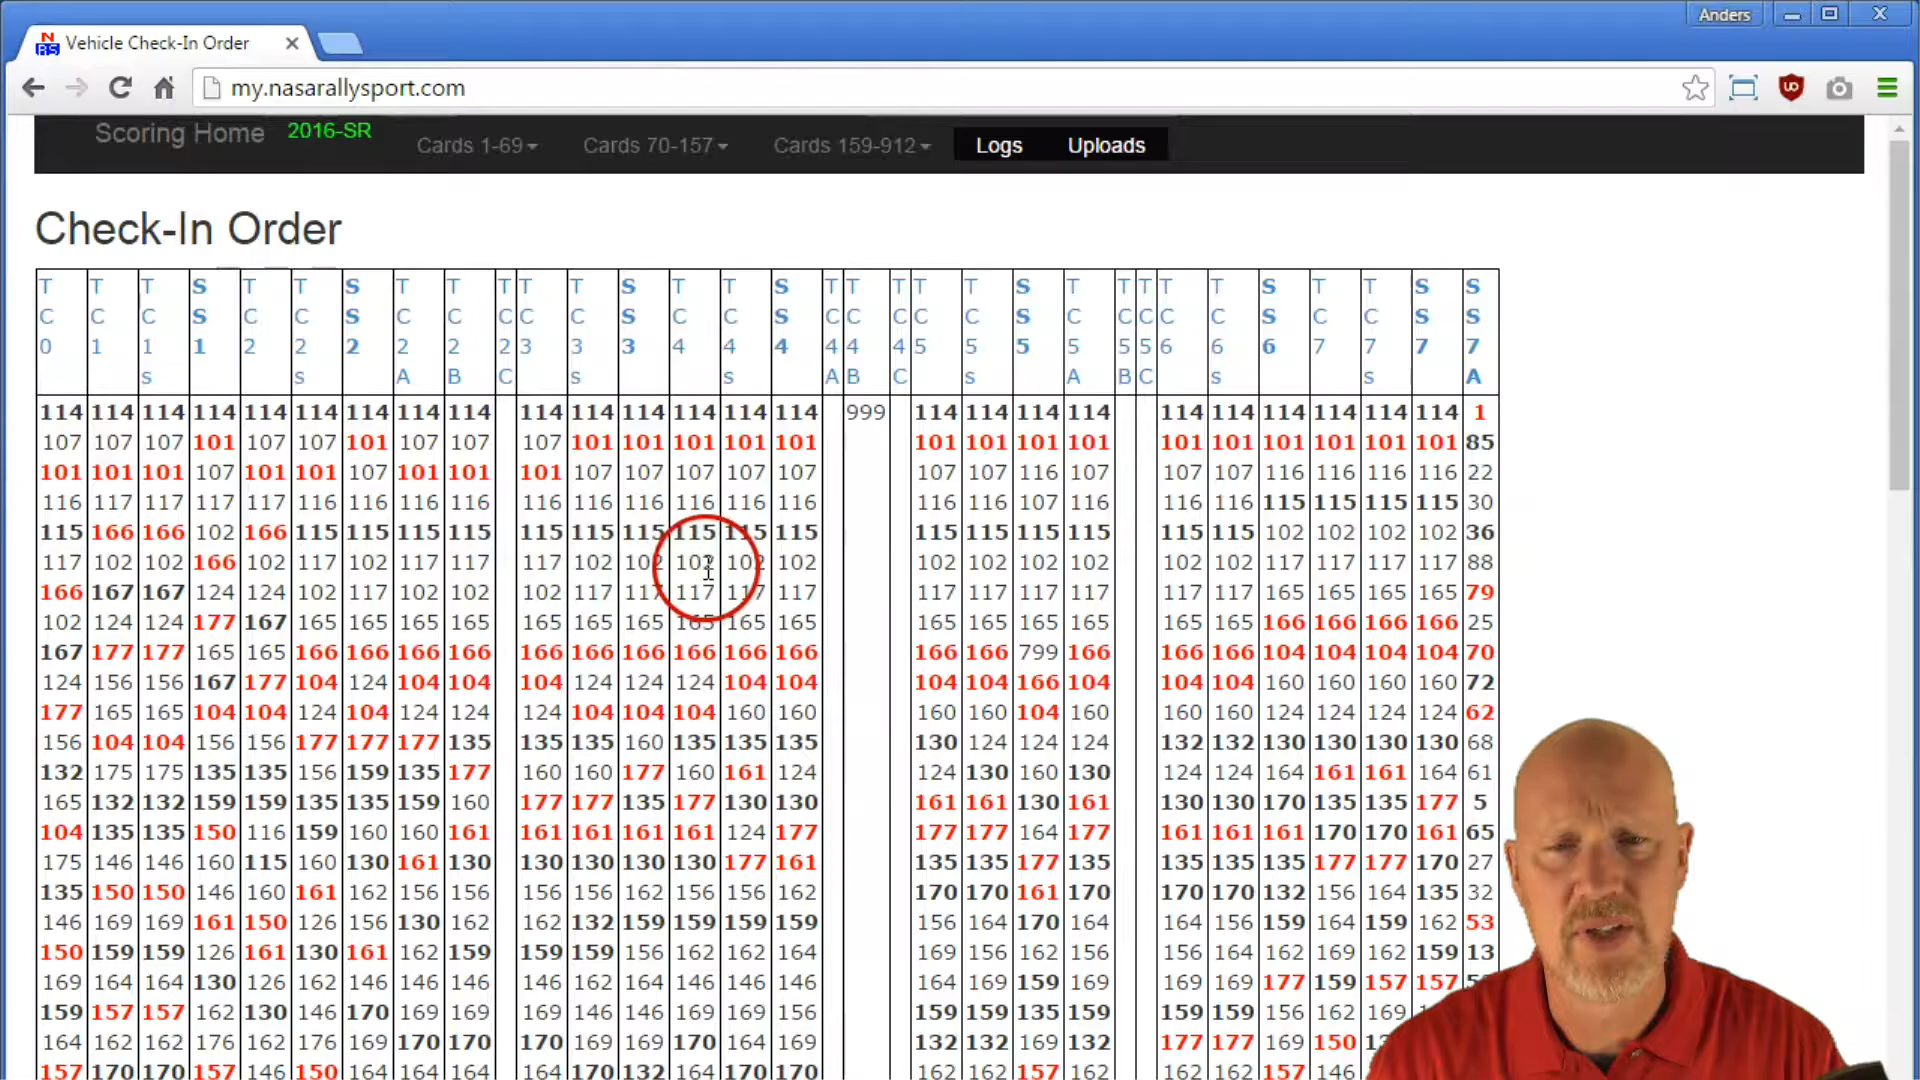 Anders
Vehicle Check-In Order
my.nasarallysport.com
Scoring Home 2016-SR Cards 1-69 Cards 70-157 Cards 159-912 Logs Uploads
Check-In Order
TC0 TC1 TC1s SS1 TC2 TC2s SS2 TC2A TC2B TC2C TC3 TC3s SS3 TC4 TC4s SS4 TC4A TC4B TC4C TC5 TC5s SS5 TC5A TC5B TC5C TC6 TC6s SS6 TC7 TC7s SS7 SS7A
114 114 114 114 114 114 114 114 114 114 114 114 114 114 114 999 114 114 114 114 114 114 114 114 114 114 1
107 107 107 101 107 107 101 107 107 107 101 101 101 101 101 101 101 101 101 101 101 101 101 101 101 85
101 101 101 107 101 101 107 101 101 101 107 107 107 107 107 107 107 116 107 107 107 116 116 116 116 22
116 117 117 117 117 116 116 116 116 116 116 116 116 116 116 116 116 107 116 116 116 115 115 115 115 30
115 166 166 102 166 115 115 115 115 115 115 115 115 115 115 115 115 115 115 115 115 102 102 102 102 36
117 102 102 166 102 117 102 117 117 117 102 102 102 102 102 102 102 102 102 102 102 117 117 117 117 88
166 167 167 124 124 102 117 102 102 102 117 117 117 117 117 117 117 117 117 117 117 165 165 165 165 79
102 124 124 177 167 165 165 165 165 165 165 165 165 165 165 165 165 165 165 165 165 166 166 166 166 25
167 177 177 165 165 166 166 166 166 166 166 166 166 166 166 166 166 799 166 166 166 104 104 104 104 70
124 156 156 167 177 104 124 104 104 104 124 124 124 104 104 104 104 166 104 104 104 160 160 160 160 72
177 165 165 104 104 124 104 124 124 124 104 104 104 160 160 160 160 104 160 160 160 124 124 124 124 62
156 104 104 156 156 177 177 177 135 135 135 160 135 135 135 130 124 124 124 132 132 130 130 130 130 68
132 175 175 135 135 156 159 135 177 160 160 177 160 161 124 124 130 160 130 124 124 164 161 161 164 61
165 132 132 159 159 135 135 159 160 177 177 135 177 130 130 161 161 130 161 130 130 170 135 135 177 5
104 135 135 150 116 159 160 160 161 161 161 161 161 124 177 177 177 164 177 161 161 161 170 170 161 65
175 146 146 160 115 160 130 161 130 130 130 130 130 177 161 135 135 177 135 135 135 135 177 177 170 27
135 150 150 146 160 161 162 156 156 156 156 162 156 156 162 170 170 161 170 170 170 132 156 164 135 32
146 169 169 161 150 126 156 130 162 162 132 159 159 159 159 156 164 170 164 164 156 159 164 159 162 53
150 159 159 126 161 130 161 162 159 159 159 156 162 162 164 169 156 162 156 169 164 162 169 162 159 13
169 164 164 130 126 162 146 146 146 146 162 164 146 146 162 164 169 159 169 169 169 177 159 157 157
159 157 157 162 130 146 170 169 169 169 146 146 169 169 156 159 159 135 159 159 159 156 162 169
164 162 162 176 162 176 169 170 170 170 169 169 170 164 169 132 132 169 132 177 177 169 150
157 170 170 157 146 150 164 164 164 164 170 132 164 170 170 162 162 157 162 162 162 157 146